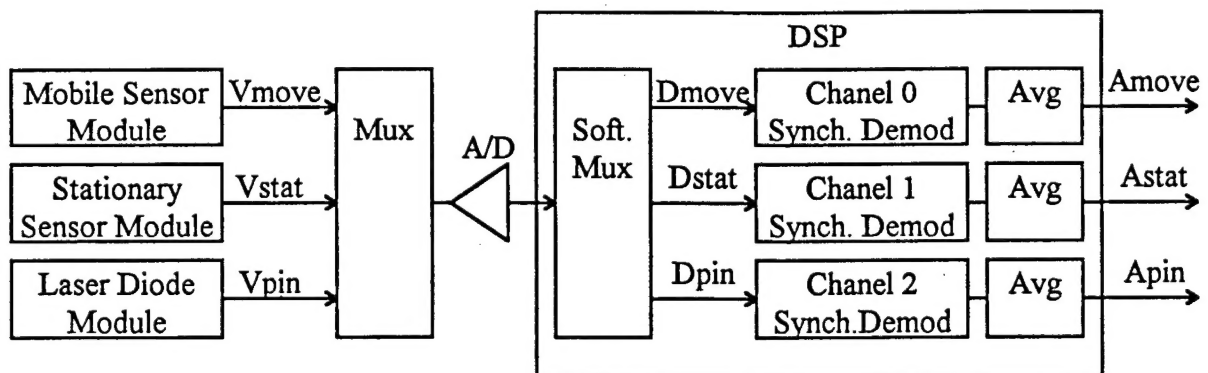 DSP
Mobile Sensor
Module
Vmove
Mux
A/D
Soft.
Mux
Dmove
Chanel 0
Synch. Demod
Avg
Amove
Stationary
Sensor Module
Vstat
Dstat
Chanel 1
Synch. Demod
Avg
Astat
Laser Diode
Module
Vpin
Dpin
Chanel 2
Synch.Demod
Avg
Apin